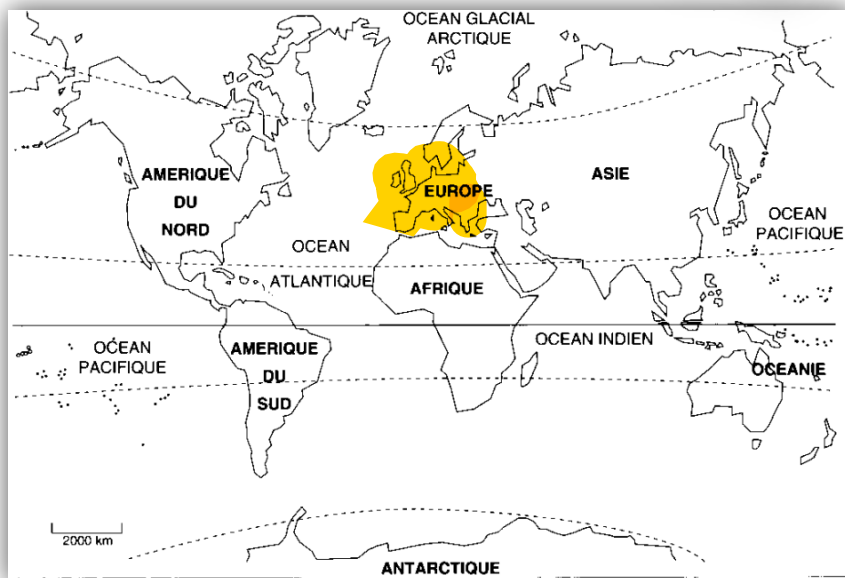 OCEAN GLACIAL
ARCTIQUE
AMERIQUE
DU
NORD
EUROPE
ASIE
OCEAN
PACIFIQUE
OCEAN
ATLANTIQUE
AFRIQUE
OCEAN INDIEN
OCEAN
PACIFIQUE
AMERIQUE
DU
SUD
OCEANIE
2000 km
ANTARCTIQUE